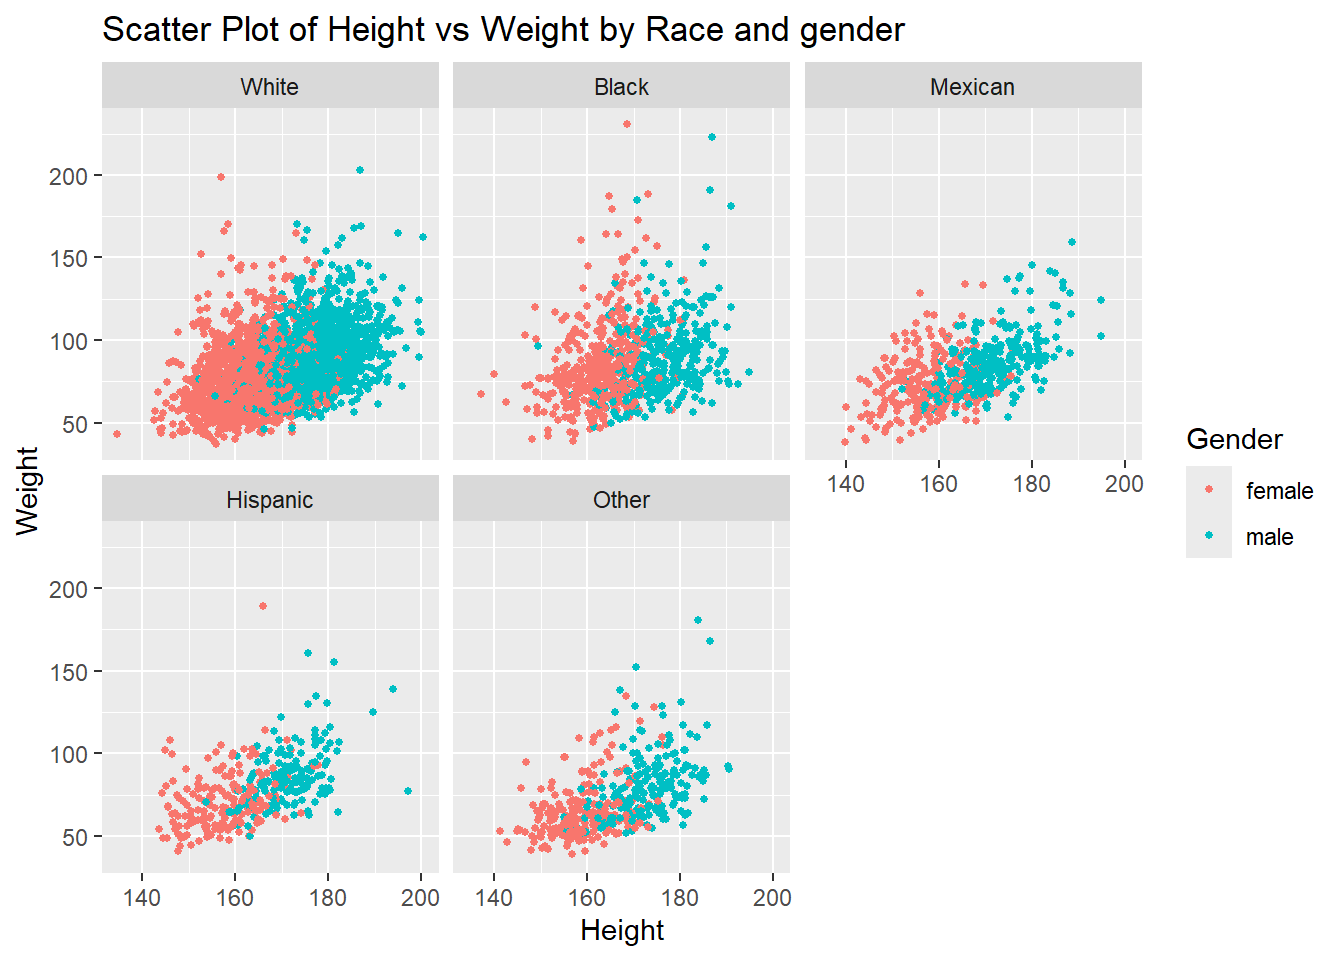 Scatter Plot of Height vs Weight by Race and gender
White
Black
Mexican
200
150
100
50
140 160 180 200
Hispanic
Other
200
150
100
50
140 160 180 200
140 160 180 200
Height
Weight
Gender
female
male